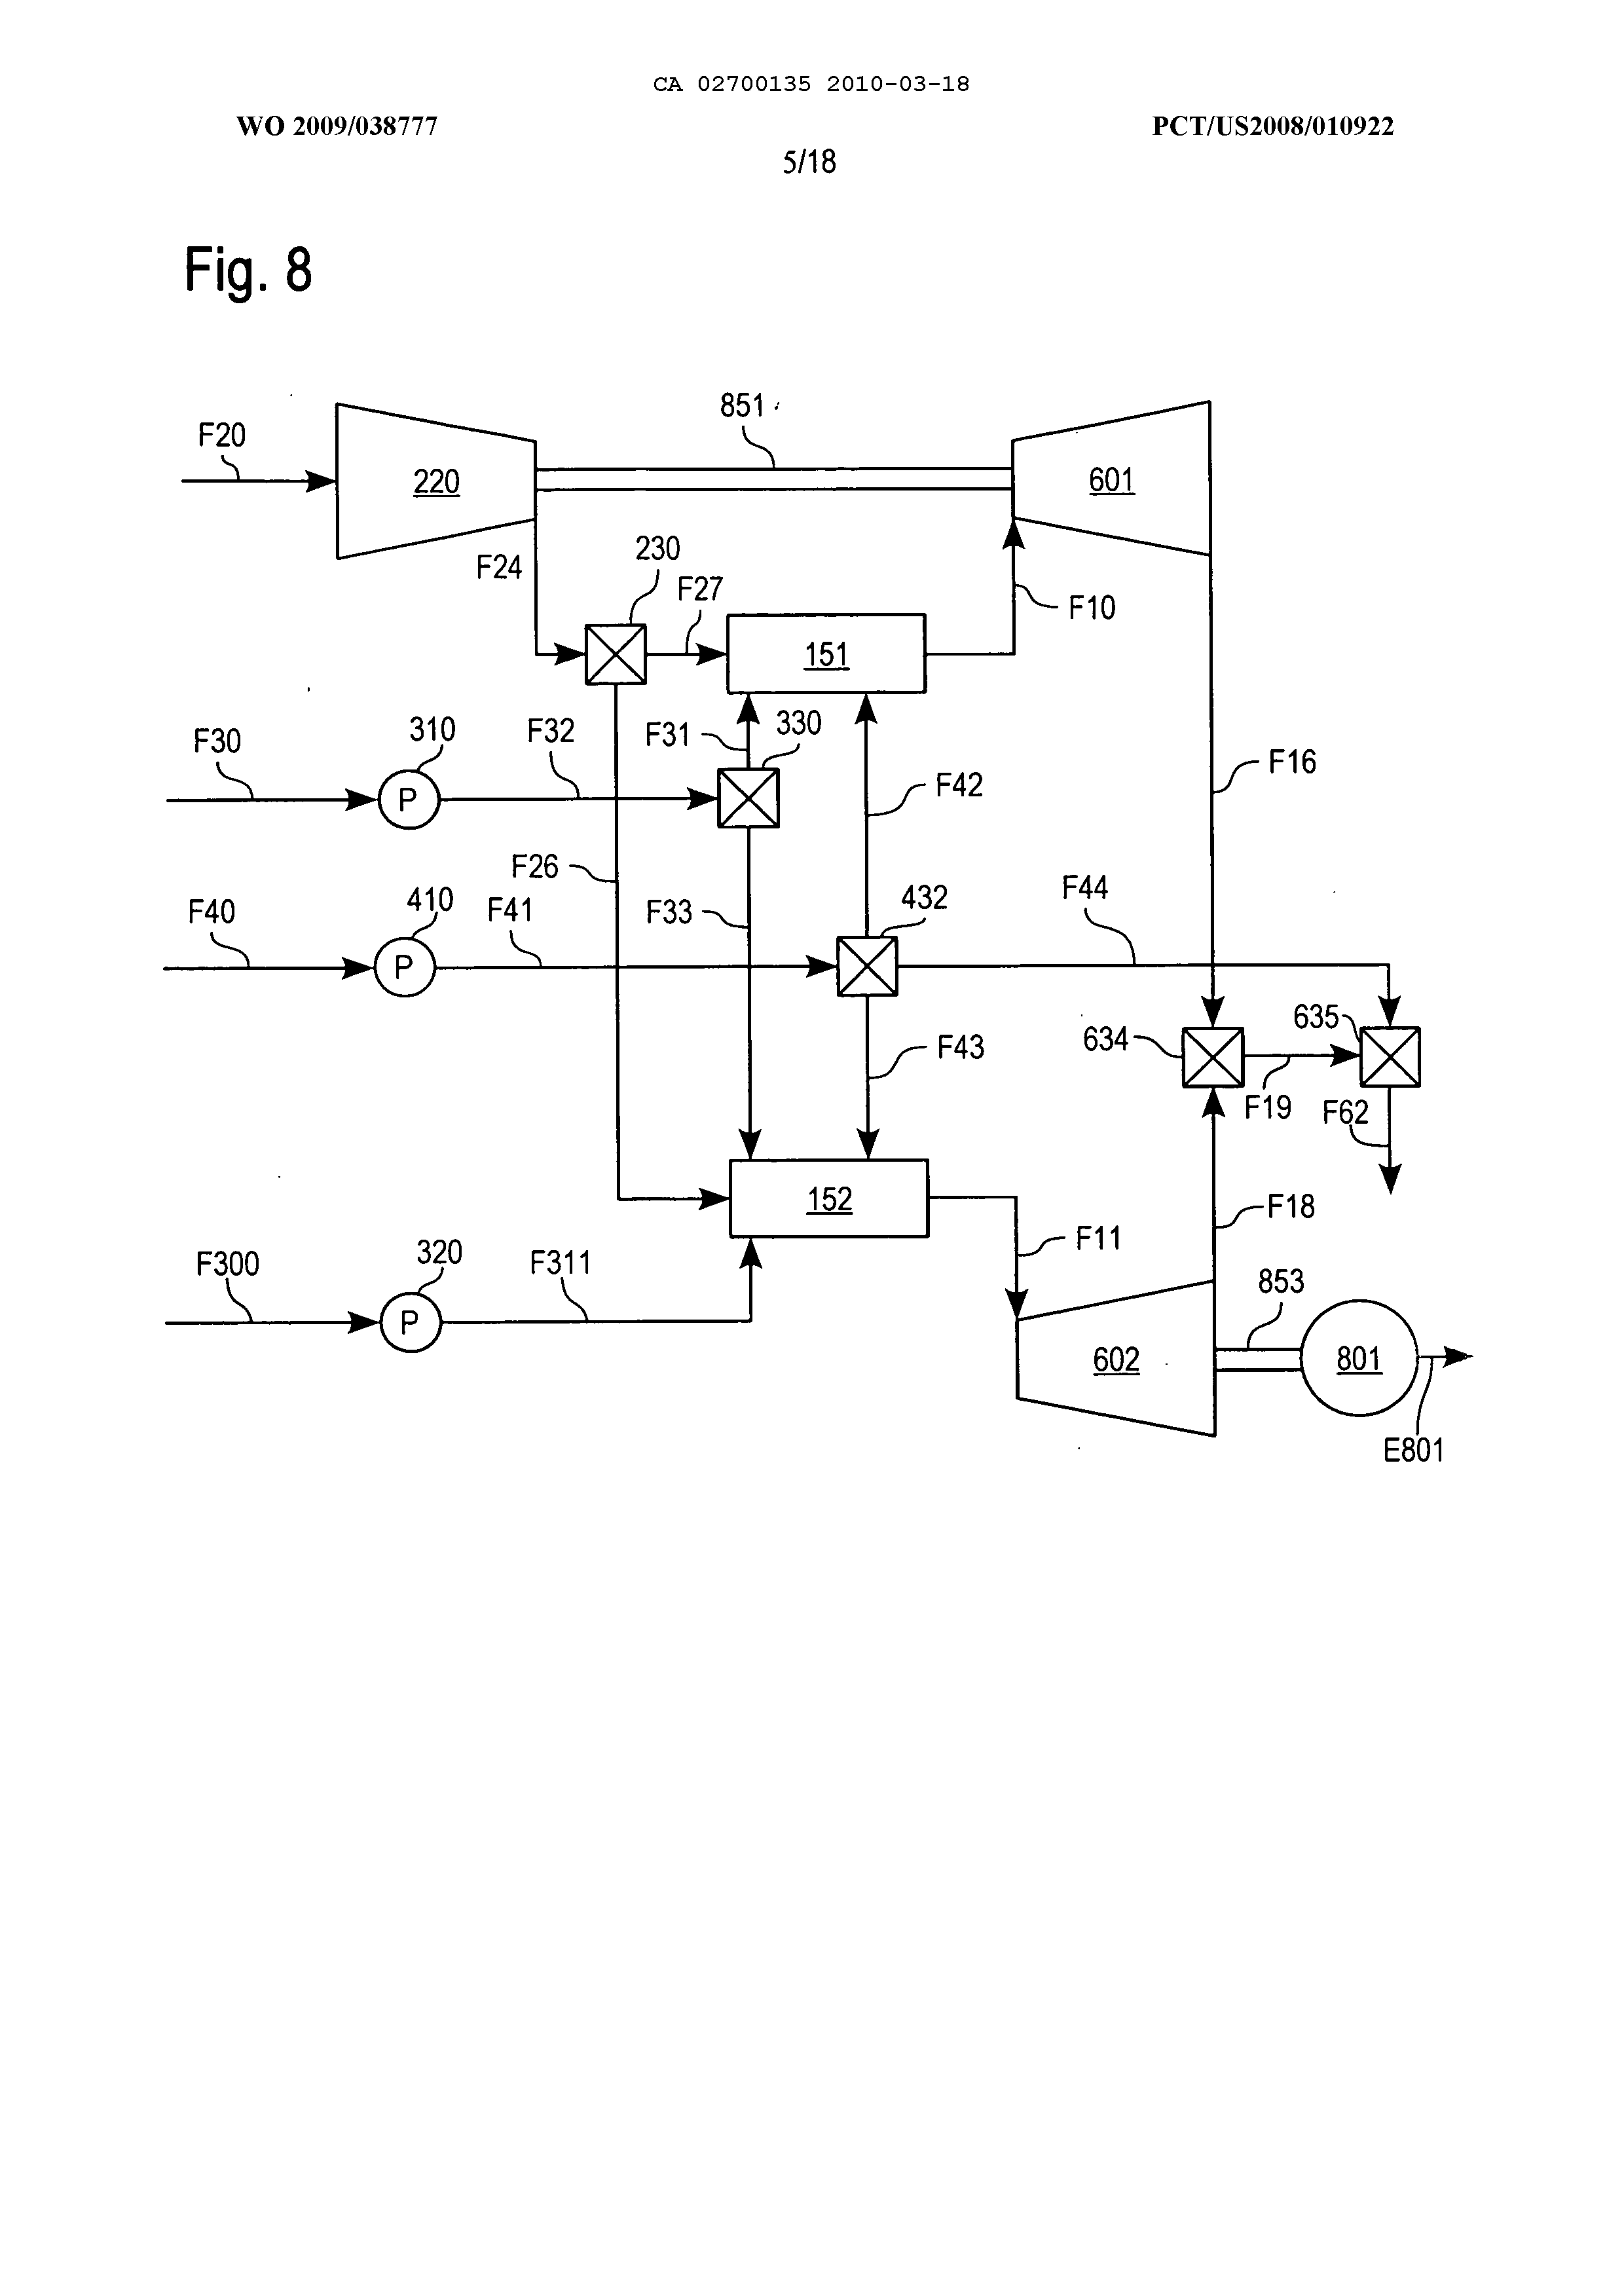 CA 02700135 2010-03-18
WO 2009/038777 PCT/US2008/010922
5/18
Fig. 8
851
F20
220
601
F24
230
F27
F10
151
F30
310
F32
F31
330
F16
P
F42
F26
F40
410
F41
F33
432
F44
P
634
635
F43
F19
F62
152
F18
F11
F300
320
F311
853
P
602
801
E801